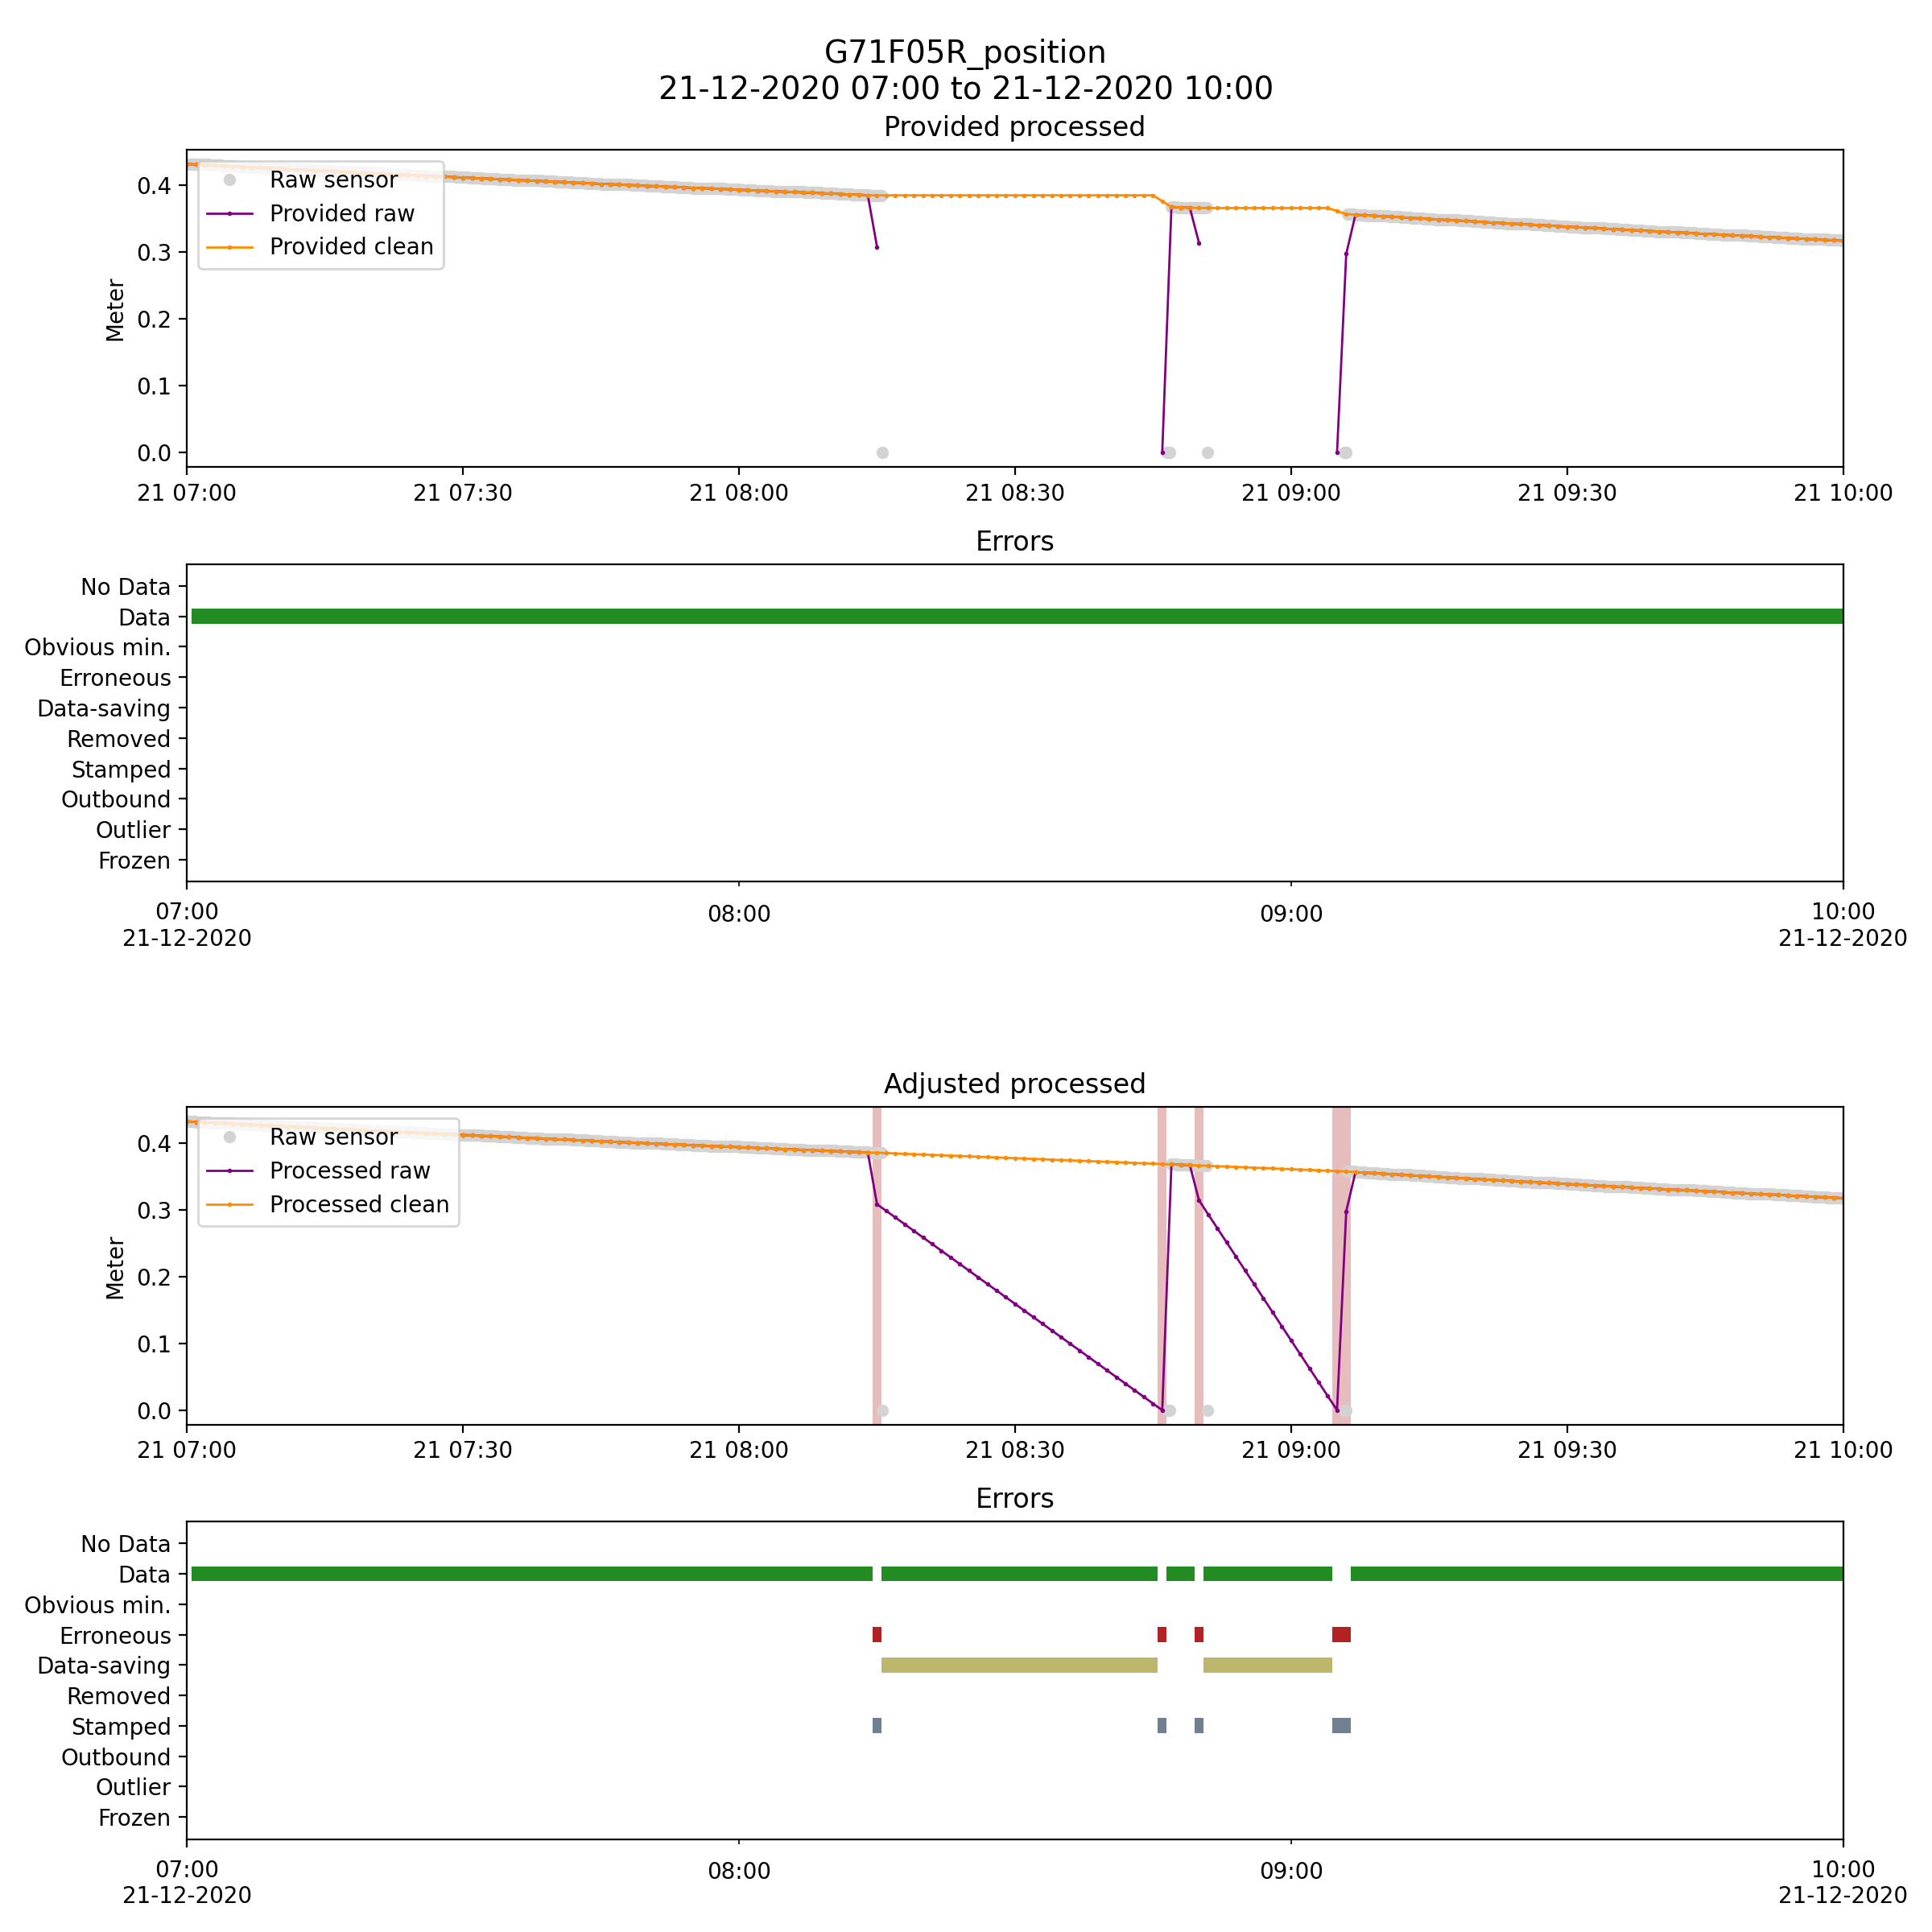 G71F05R_position
21-12-2020 07:00 to 21-12-2020 10:00
Provided processed
Raw sensor
Provided raw
Provided clean
Meter
0.4
0.3
0.2
0.1
0.0
21 07:00 21 07:30 21 08:00 21 08:30 21 09:00 21 09:30 21 10:00
Errors
No Data
Data
Obvious min.
Erroneous
Data-saving
Removed
Stamped
Outbound
Outlier
Frozen
07:00 08:00 09:00 10:00
21-12-2020 21-12-2020
Adjusted processed
Raw sensor
Processed raw
Processed clean
Meter
0.4
0.3
0.2
0.1
0.0
21 07:00 21 07:30 21 08:00 21 08:30 21 09:00 21 09:30 21 10:00
Errors
No Data
Data
Obvious min.
Erroneous
Data-saving
Removed
Stamped
Outbound
Outlier
Frozen
07:00 08:00 09:00 10:00
21-12-2020 21-12-2020